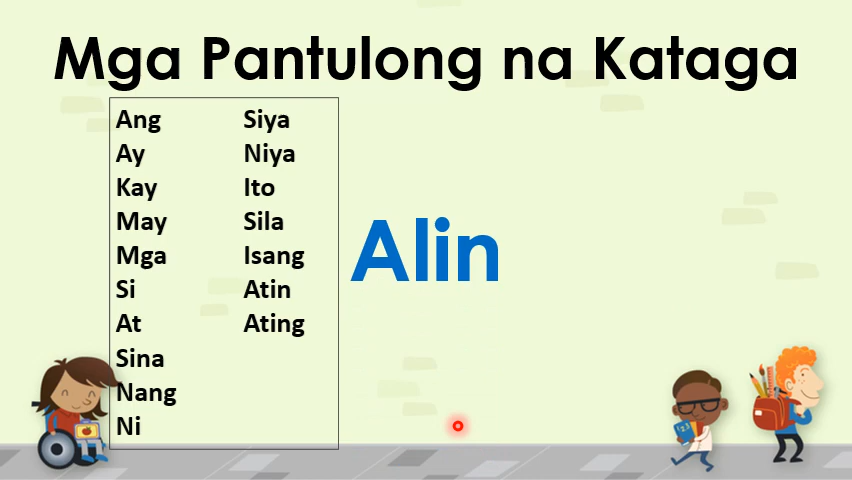 Mga Pantulong na Kataga
Ang
Ay
Kay
May
Mga
Si
At
Sina
Nang
Ni
Siya
Niya
Ito
Sila
Isang
Atin
Ating
Alin